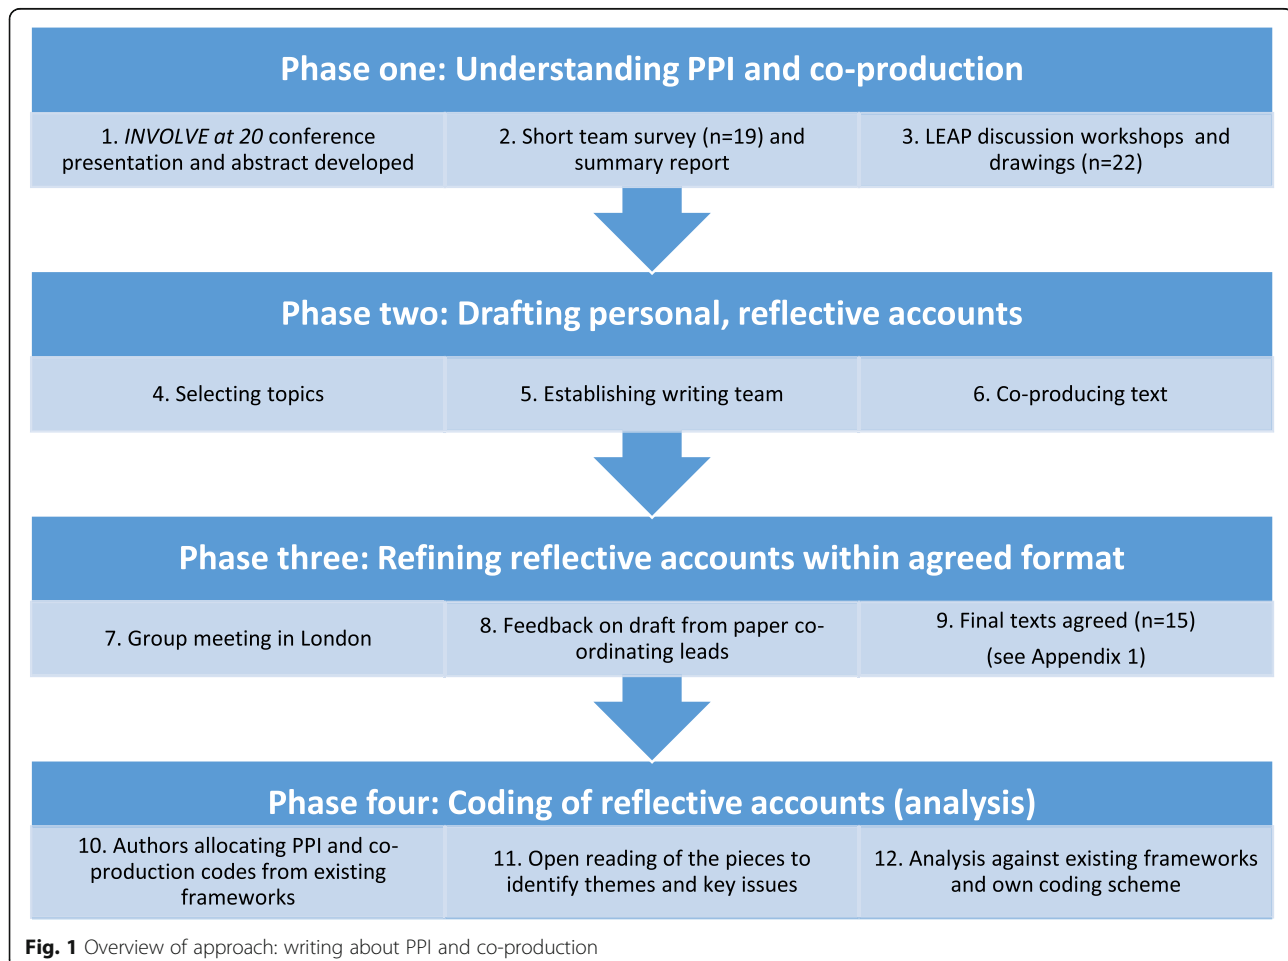 Phase one: Understanding PPI and co-production
1. INVOLVE at 20 conference
presentation and abstract developed
2. Short team survey (n=19) and
summary report
3. LEAP discussion workshops and
drawings (n=22)
Phase two: Drafting personal, reflective accounts
4. Selecting topics
5. Establishing writing team
6. Co-producing text
Phase three: Refining reflective accounts within agreed format
7. Group meeting in London
8. Feedback on draft from paper co-
ordinating leads
9. Final texts agreed (n=15)
(see Appendix 1)
Phase four: Coding of reflective accounts (analysis)
10. Authors allocating PPI and co-
production codes from existing
frameworks
11. Open reading of the pieces to
identify themes and key issues
12. Analysis against existing frameworks
and own coding scheme
Fig. 1 Overview of approach: writing about PPI and co-production